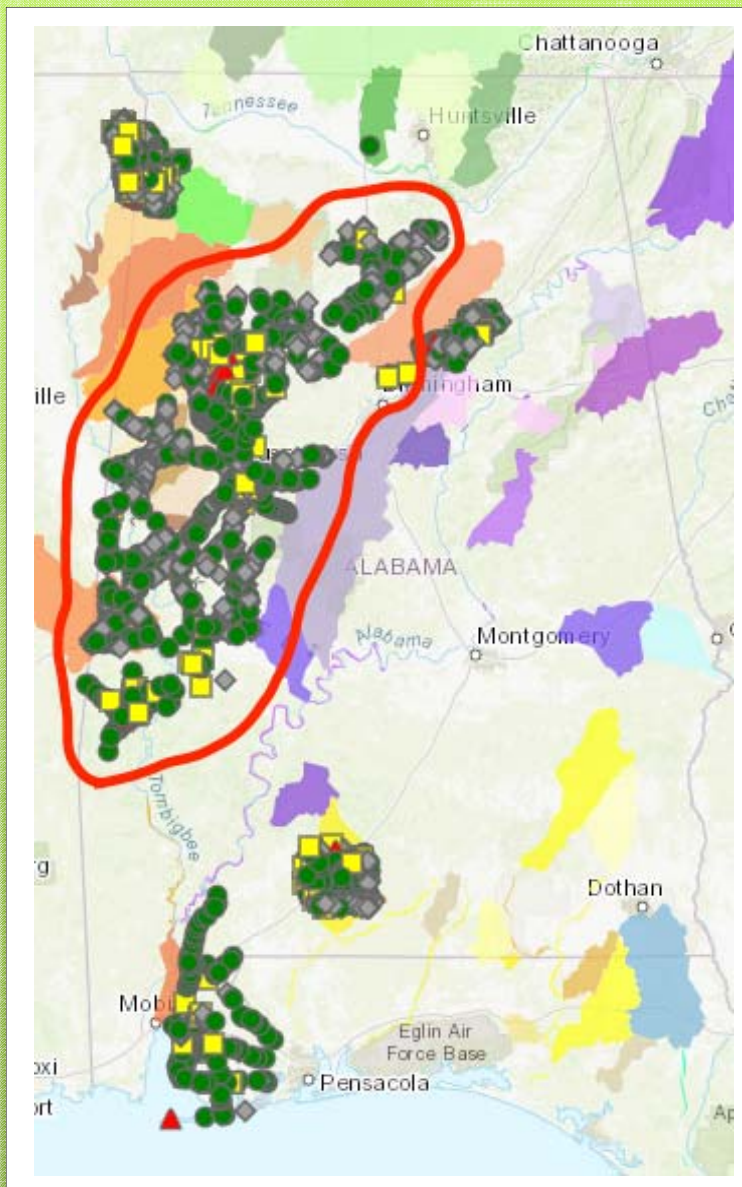 Chattanooga
Tennessee
Huntsville
ille
mingham
Cha
ALABAMA
Alabama
Montgomery
Tombigbee
rg
Dothan
Mobi
Eglin Air
Force Base
oxi
Pensacola
ort
Ap